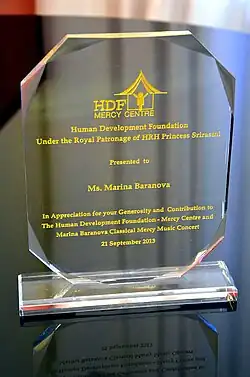 HDF
MERCY CENTRE
Human Development Foundation
Under the Royal Patronage of HRH Princess Srirasmi
Presented to
Ms. Marina Baranova
In Appreciation for your Generosity and Contribution to
The Human Development Foundation - Mercy Centre and
Marina Baranova Classical Mercy Music Concert
21 September 2013